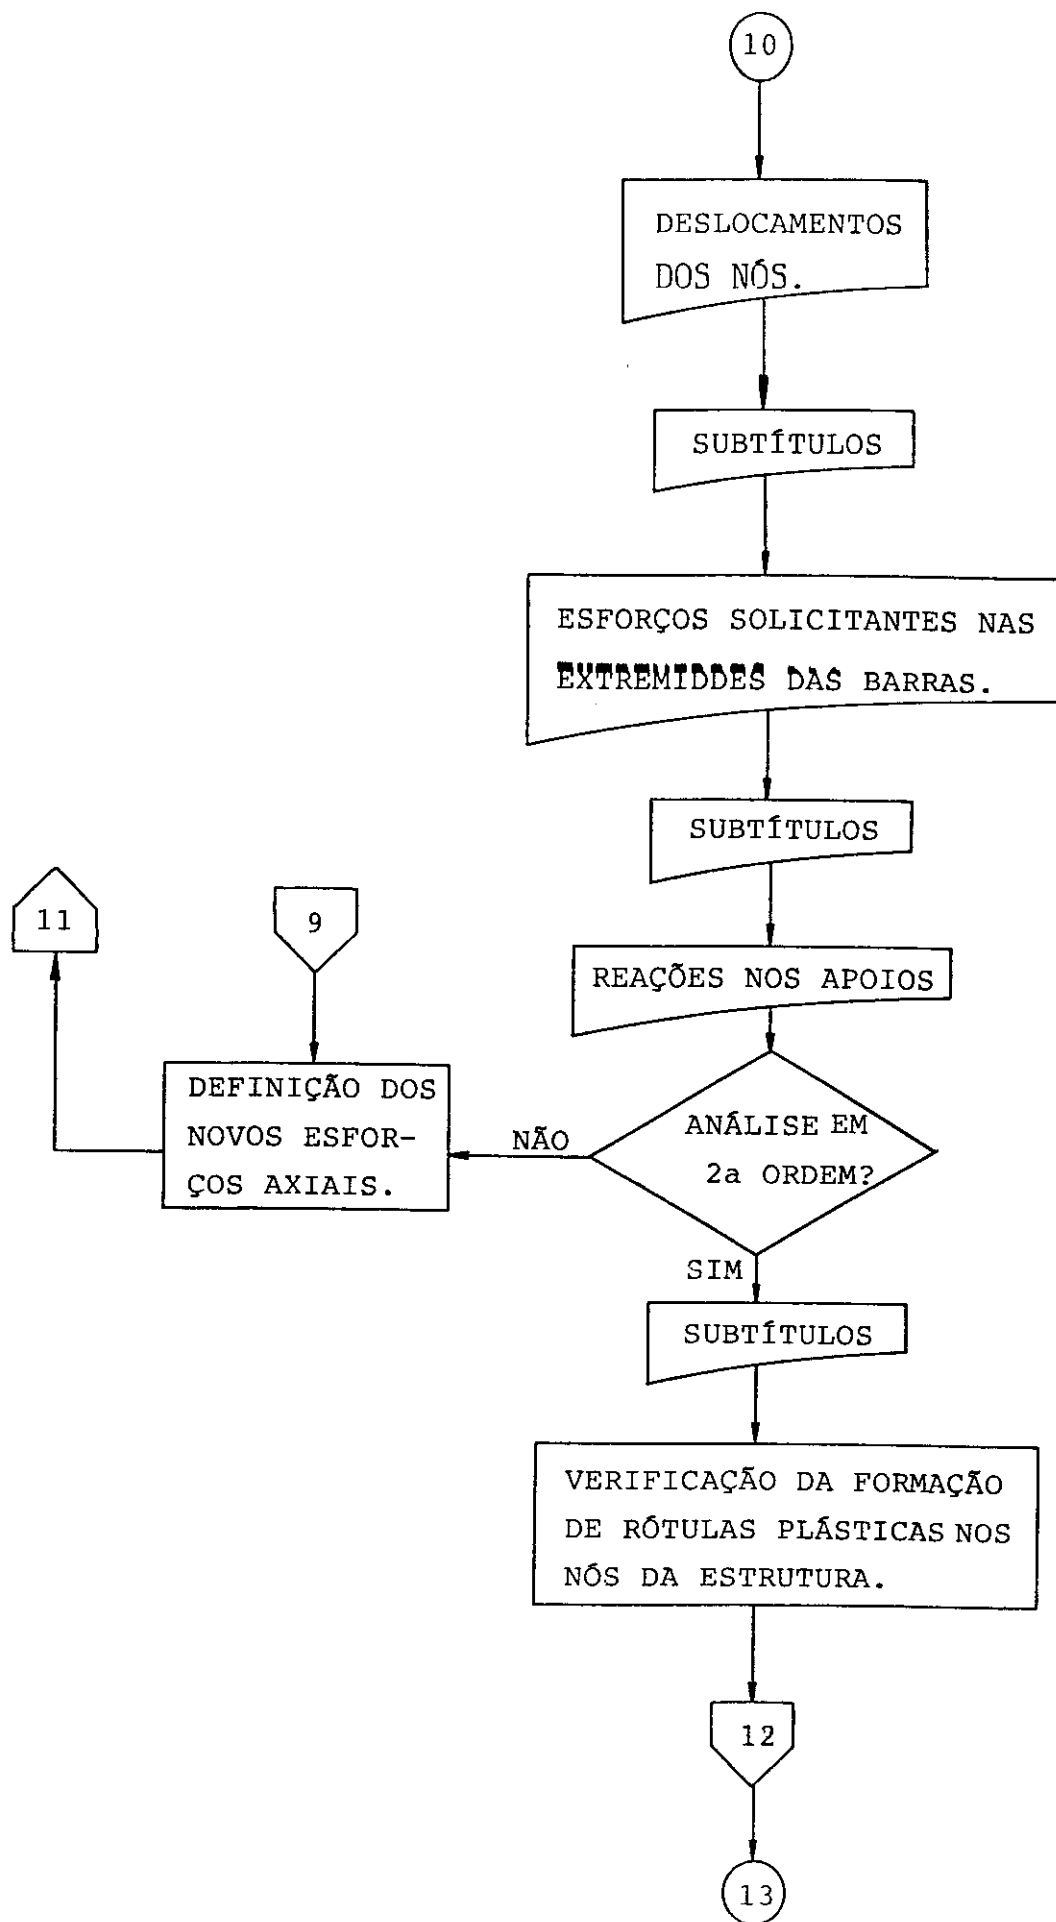 10
DESLOCAMENTOS
DOS NÓS.
SUBTÍTULOS
ESFORÇOS SOLICITANTES NAS
EXTREMIDDES DAS BARRAS.
SUBTÍTULOS
11
9
REAÇÕES NOS APOIOS
DEFINIÇÃO DOS
NOVOS ESFOR-
ÇOS AXIAIS.
NÃO
ANÁLISE EM
2a ORDEM?
SIM
SUBTÍTULOS
VERIFICAÇÃO DA FORMAÇÃO
DE RÓTULAS PLÁSTICAS NOS
NÓS DA ESTRUTURA.
12
13